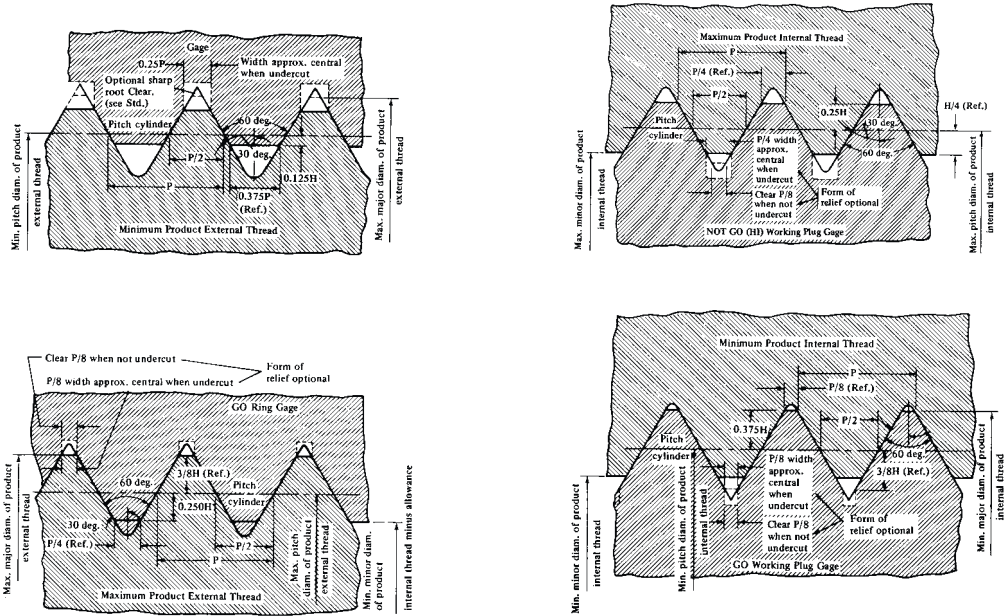 Gage
0.25P
Width approx. central
when undercut
Optional sharp
root Clear.
(see Std.)
60 deg.
Pitch cylinder
30 deg.
P/2
P
0.125H
0.375P
(Ref.)
Minimum Product External Thread
Min. pitch diam. of product
external thread
Max. major diam. of product
external thread
Maximum Product Internal Thread
P
P/4 (Ref.)
P/2
0.25H
H/4 (Ref.)
Pitch
cylinder
30 deg.
60 deg.
P/4 width
approx.
central
when
undercut
Clear P/8
when not
undercut
Form of
relief optional
NOT GO (HI) Working Plug Gage
Max. minor diam. of product
internal thread
Max. pitch diam. of product
internal thread
Clear P/8 when not undercut
P/8 width approx. central when undercut
Form of
relief optional
GO Ring Gage
60 deg.
3/8H (Ref.)
Pitch
cylinder
0.250H
30 deg.
P/4 (Ref.)
P/2
P
Max. pitch
diam. of product
external thread
Maximum Product External Thread
Max. major diam. of product
external thread
Min. minor diam.
of product
internal thread minus allowance
Minimum Product Internal Thread
P
P/8 (Ref.)
P/2
0.375H
Pitch
cylinder
60 deg.
3/8H (Ref.)
P/8 width
approx.
central
when
undercut
Clear P/8
when not
undercut
Form of
relief optional
GO Working Plug Gage
Min. minor diam. of product
internal thread
Min. pitch diam. of product
internal thread
Min. major diam. of product
internal thread